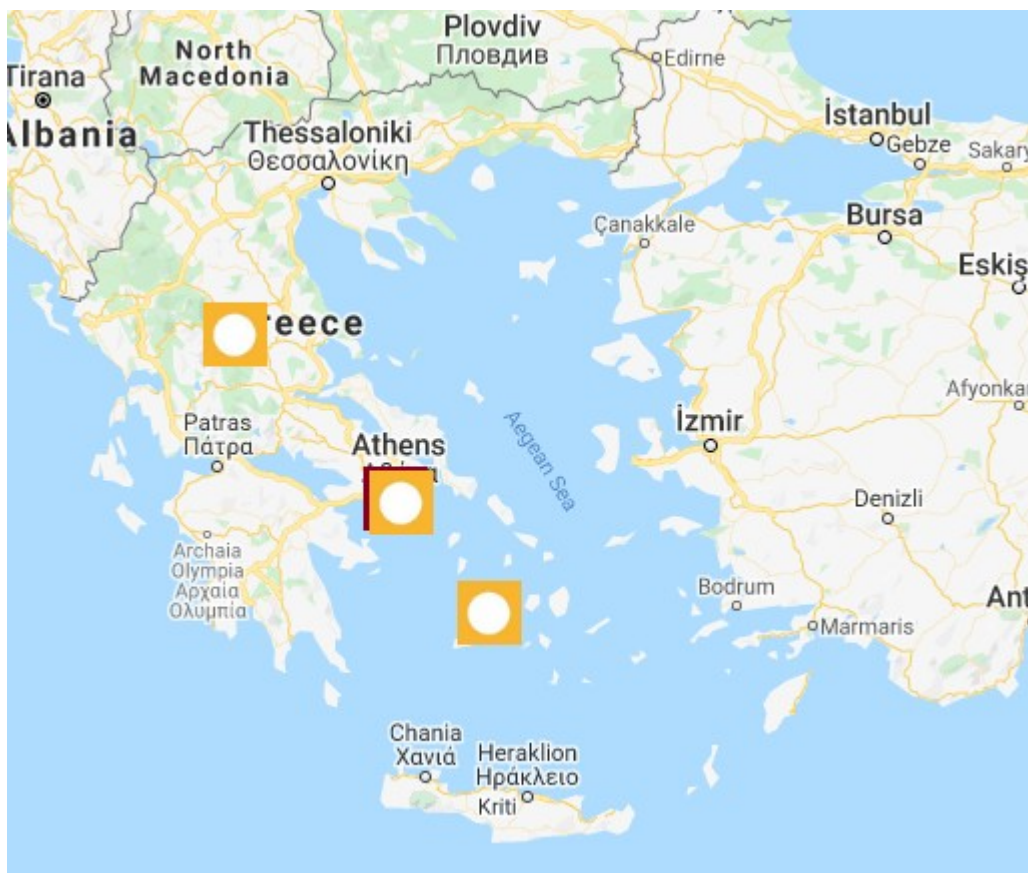 Plovdiv
Пловдив
North
Macedonia
Edirne
Tirana
İstanbul
Albania
Thessaloniki
Θεσσαλονίκη
Gebze
Sakary
Çanakkale
Bursa
Eskiş
reece
Afyonkar
Patras
Πάτρα
Athens
İzmir
Aegean Sea
Denizli
Archaia
Olympia
Αρχαία
Ολυμπία
Bodrum
Ant
Marmaris
Chania
Χανιά
Heraklion
Ηράκλειο
Kriti